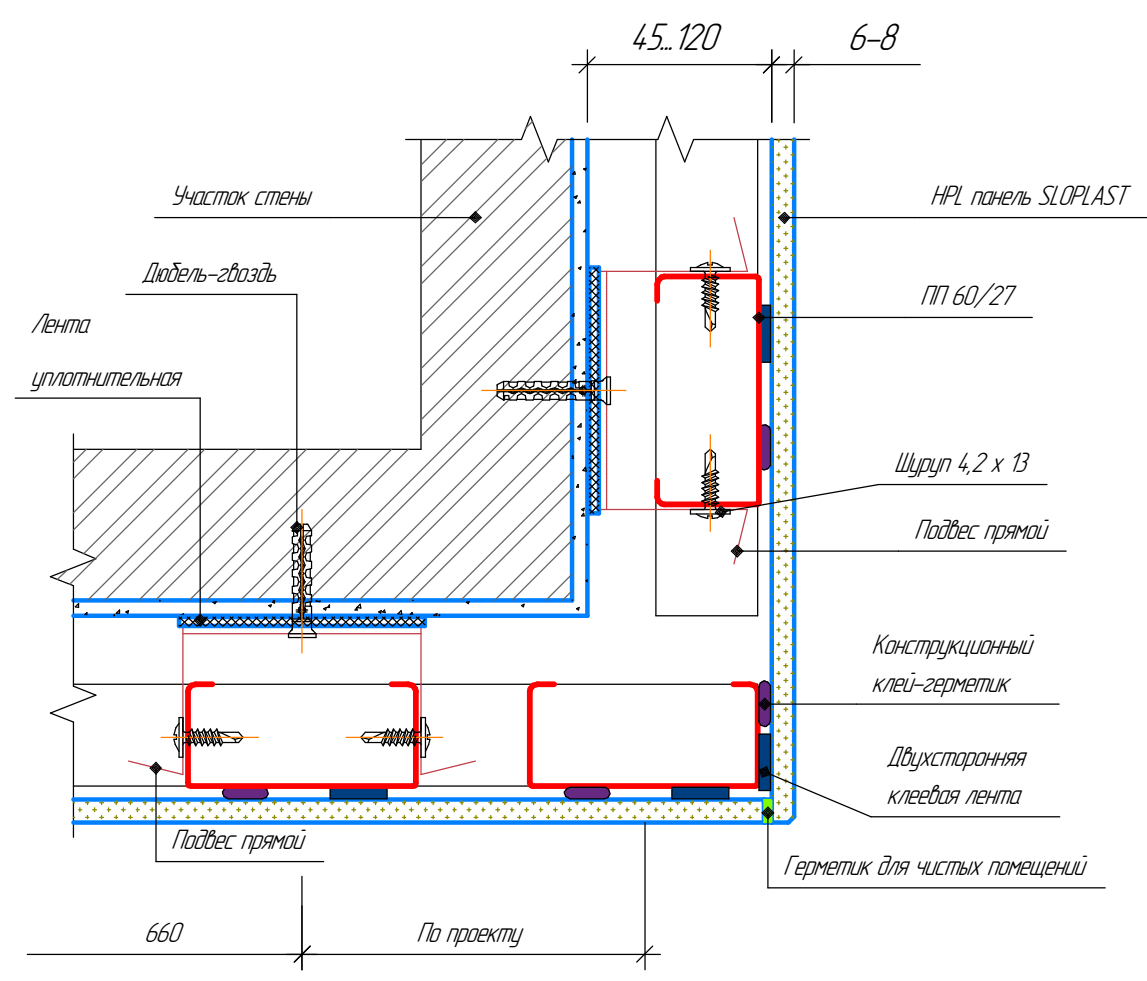 45...120
6-8
Участок стены
HPL панель SLOPLAST
Дюбель-гвоздь
ПП 60/27
Лента
уплотнительная
Шуруп 4,2 х 13
Подвес прямой
Конструкционный
клей-герметик
Двухсторонняя
клеевая лента
Подвес прямой
Герметик для чистых помещений
660
По проекту